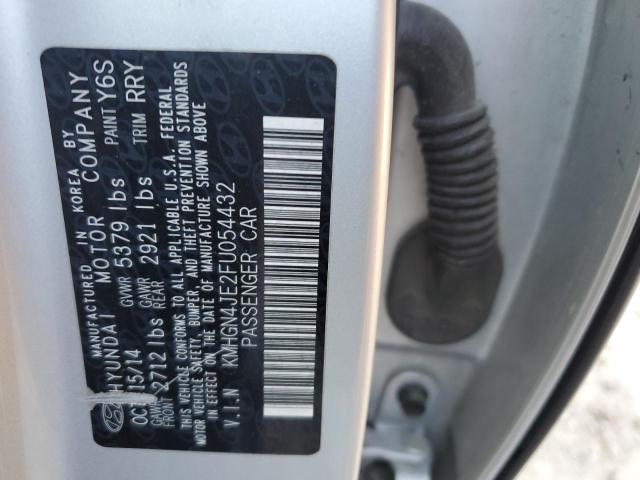 MANUFACTURED IN KOREA BY
HYUNDAI MOTOR COMPANY
OCT 15/14 GVWR 5379 lbs PAINT Y6S
GAWR FRONT 2712 lbs GAWR REAR 2921 lbs TRIM RRY
THIS VEHICLE CONFORMS TO ALL APPLICABLE U.S.A. FEDERAL
MOTOR VEHICLE SAFETY, BUMPER, AND THEFT PREVENTION STANDARDS
IN EFFECT ON THE DATE OF MANUFACTURE SHOWN ABOVE
V.I.N KMHGN4JE2FU054432
PASSENGER CAR